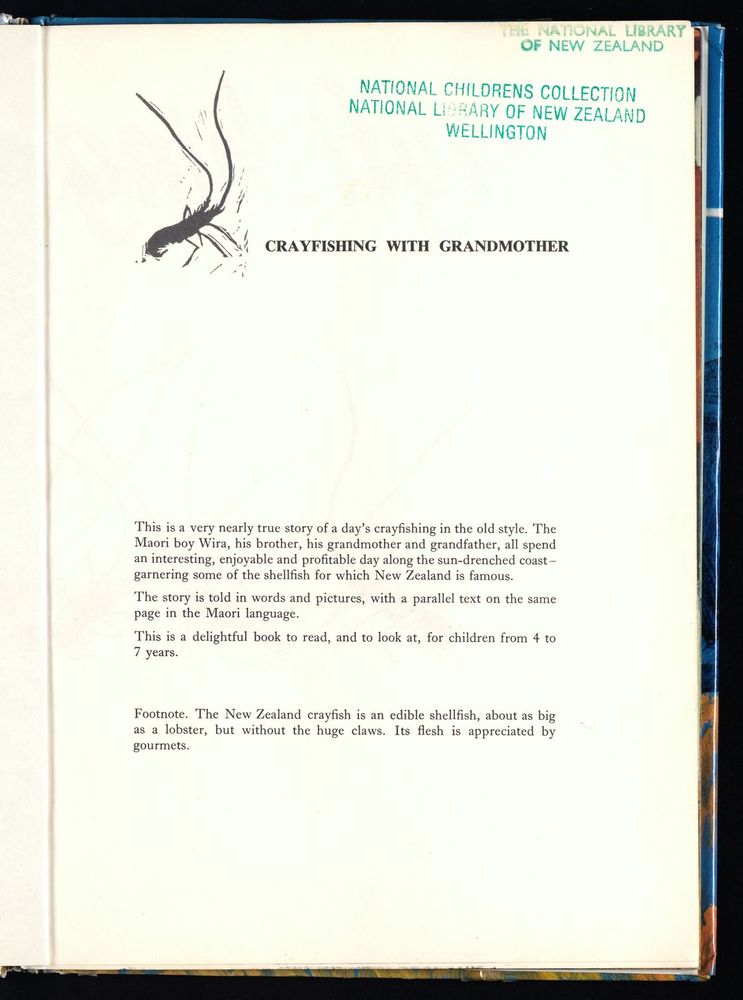 THE NATIONAL LIBRARY
OF NEW ZEALAND
NATIONAL CHILDRENS COLLECTION
NATIONAL LIBRARY OF NEW ZEALAND
WELLINGTON
CRAYFISHING WITH GRANDMOTHER
This is a very nearly true story of a day's crayfishing in the old style. The
Maori boy Wira, his brother, his grandmother and grandfather, all spend
an interesting, enjoyable and profitable day along the sun-drenched coast–
garnering some of the shellfish for which New Zealand is famous.
The story is told in words and pictures, with a parallel text on the same
page in the Maori language.
This is a delightful book to read, and to look at, for children from 4 to
7 years.
Footnote. The New Zealand crayfish is an edible shellfish, about as big
as a lobster, but without the huge claws. Its flesh is appreciated by
gourmets.